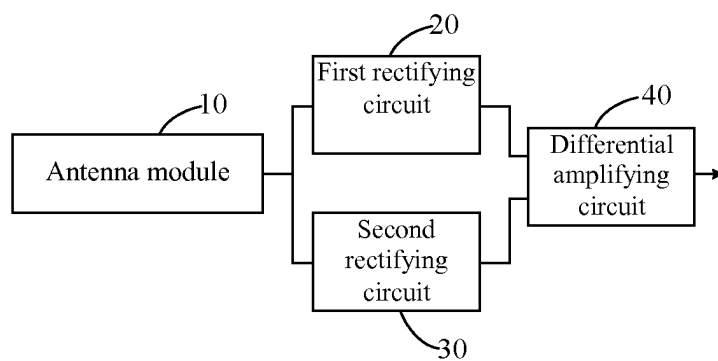 20
First rectifying
circuit
10
Antenna module
40
Differential
amplifying
circuit
Second
rectifying
circuit
30